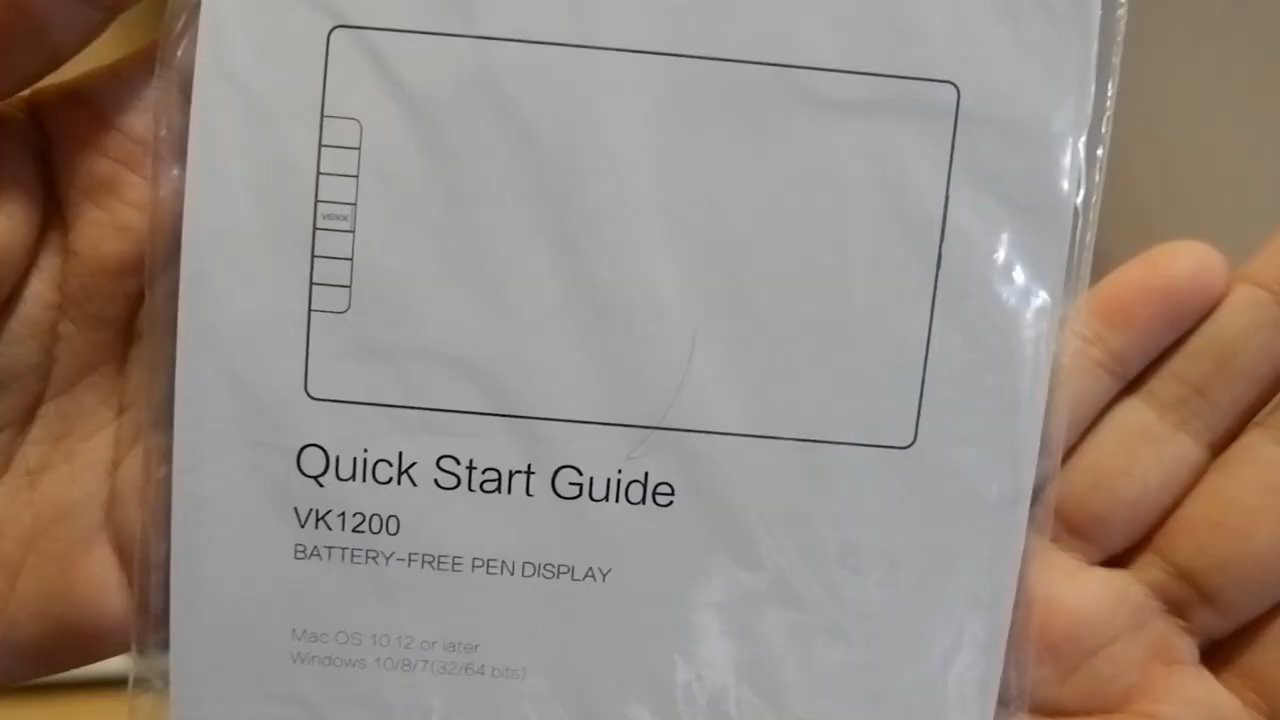 VEIKK
Quick Start Guide
VK1200
BATTERY-FREE PEN DISPLAY
Mac OS 10.12 or later
Windows 10/8/7(32/64 bits)